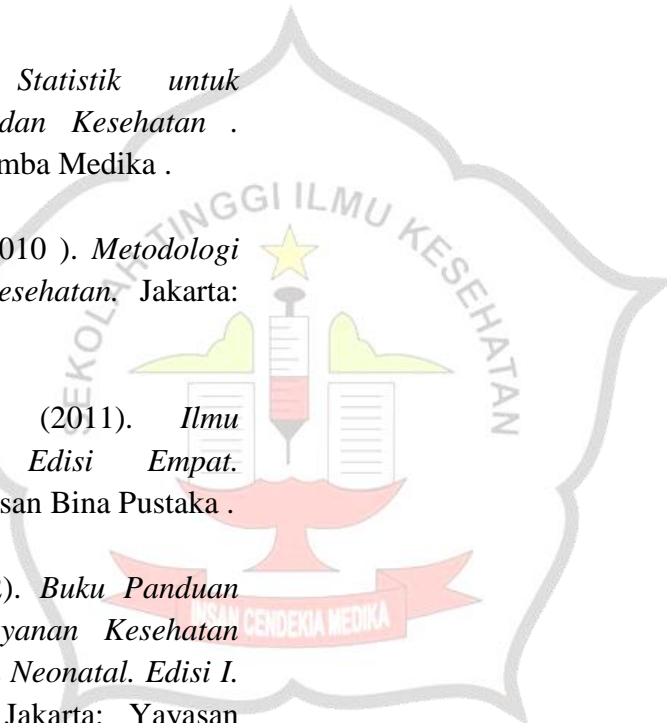 Statistik untuk
dan Kesehatan .
mba Medika .
010 ). Metodologi
esehatan. Jakarta:
(2011). Ilmu
Edisi Empat.
san Bina Pustaka .
). Buku Panduan
yanan Kesehatan
Neonatal. Edisi I.
Jakarta: Yayasan
SEKOLAH TINGGI ILMU KESEHATAN
INSAN CENDEKIA MEDIKA